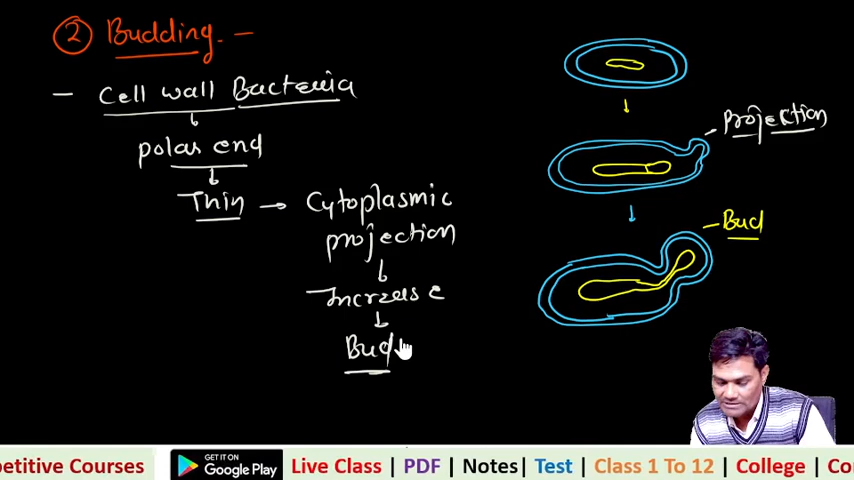 ② Budding. -
- Cell wall Bacteria
polar end
Thin → Cytoplasmic
projection
Increase
Bud
Projection
Bud
petitive Courses
GET IT ON
Google Play
Live Class | PDF | Notes| Test | Class 1 To 12 | College | Co